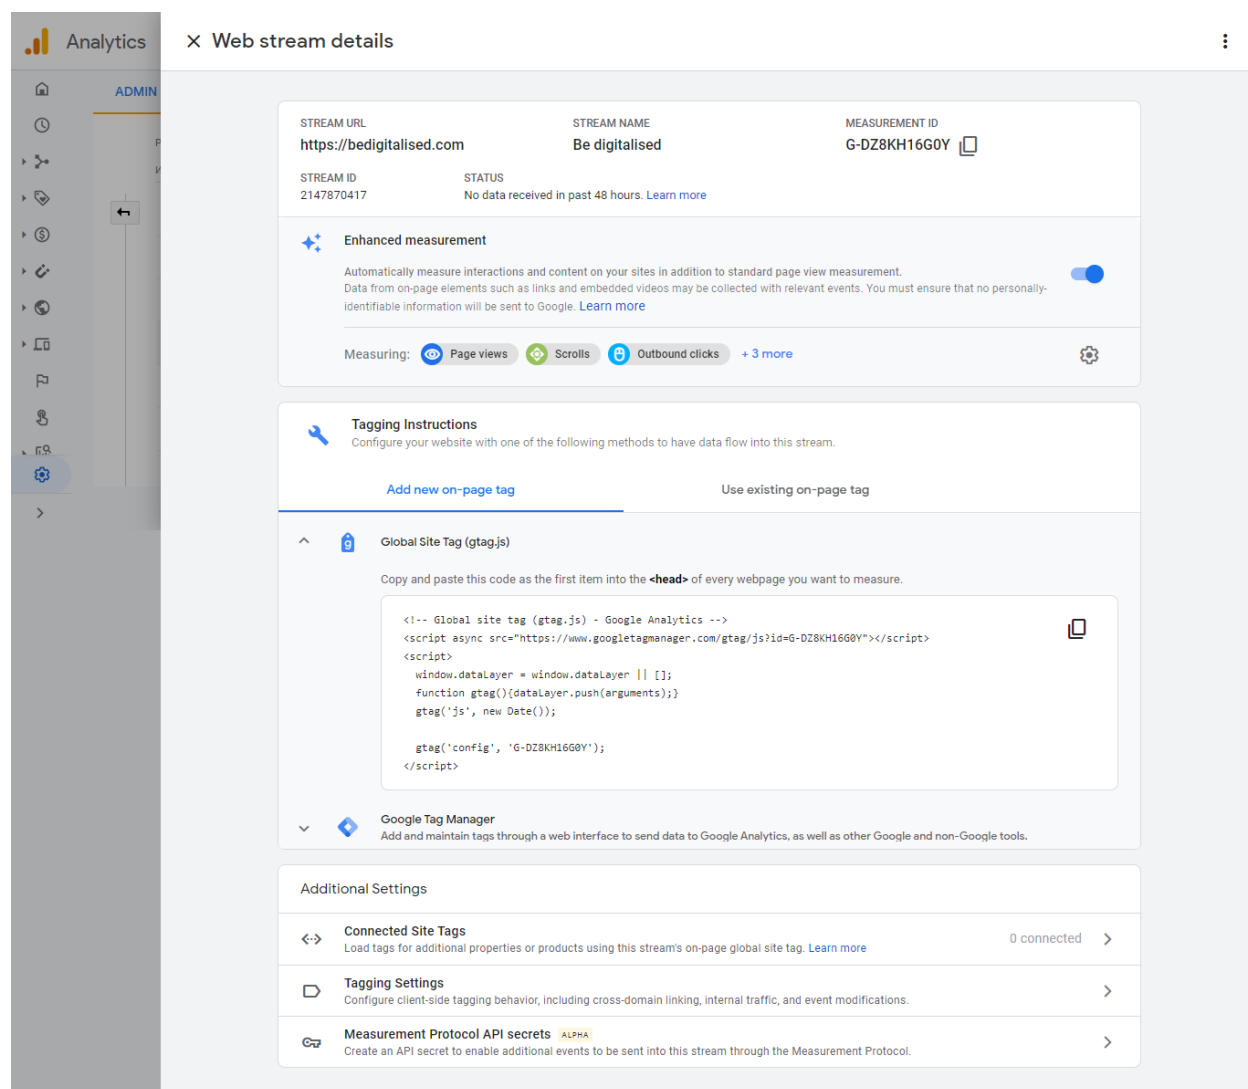 Analytics
Web stream details
ADMIN
P
STREAM URL
STREAM NAME
MEASUREMENT ID
https://bedigitalised.com
Be digitalised
G-DZ8KH16G0Y
STREAM ID
STATUS
2147870417
No data received in past 48 hours. Learn more
Enhanced measurement
Automatically measure interactions and content on your sites in addition to standard page view measurement.
Data from on-page elements such as links and embedded videos may be collected with relevant events. You must ensure that no personally-
identifiable information will be sent to Google. Learn more
Measuring: Page views Scrolls Outbound clicks + 3 more
Tagging Instructions
Configure your website with one of the following methods to have data flow into this stream.
Add new on-page tag
Use existing on-page tag
g
Global Site Tag (gtag.js)
Copy and paste this code as the first item into the <head> of every webpage you want to measure.
<!-- Global site tag (gtag.js) - Google Analytics -->
<script async src="https://www.googletagmanager.com/gtag/js?id=G-DZ8KH16G0Y"></script>
<script>
window.dataLayer = window.dataLayer || [];
function gtag(){dataLayer.push(arguments);}
gtag('js', new Date());
gtag('config', 'G-DZ8KH16G0Y');
</script>
Google Tag Manager
Add and maintain tags through a web interface to send data to Google Analytics, as well as other Google and non-Google tools.
Additional Settings
Connected Site Tags
Load tags for additional properties or products using this stream's on-page global site tag. Learn more
0 connected
Tagging Settings
Configure client-side tagging behavior, including cross-domain linking, internal traffic, and event modifications.
Measurement Protocol API secrets ALPHA
Create an API secret to enable additional events to be sent into this stream through the Measurement Protocol.